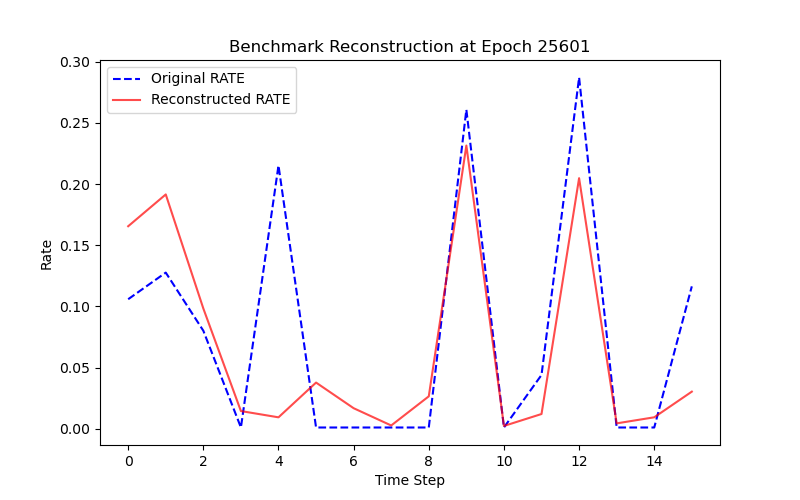 Benchmark Reconstruction at Epoch 25601
Original RATE
Reconstructed RATE
0.30
0.25
0.20
0.15
0.10
0.05
0.00
Rate
0 2 4 6 8 10 12 14
Time Step